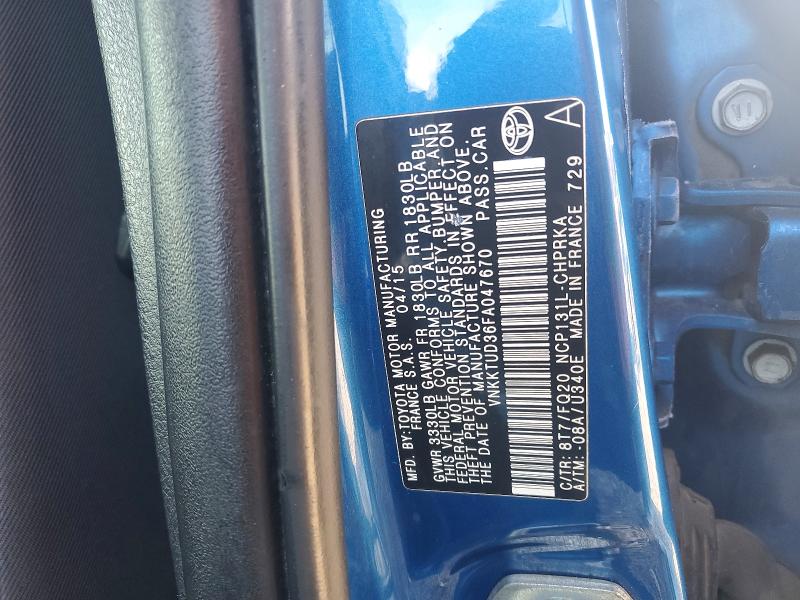 MFD. BY:TOYOTA MOTOR MANUFACTURING
FRANCE S.A.S. 04/15
GVWR 3330LB GAWR FR 1830LB RR 1830LB
THIS VEHICLE CONFORMS TO ALL APPLICABLE
FEDERAL MOTOR VEHICLE SAFETY,BUMPER,AND
THEFT PREVENTION STANDARDS IN EFFECT ON
THE DATE OF MANUFACTURE SHOWN ABOVE.
VNKKTUD36FA047670 PASS.CAR
C/TR: 8T7/FQ20 NCP131L-CHPRKA
A/TM: 08A/U340E MADE IN FRANCE 729
A